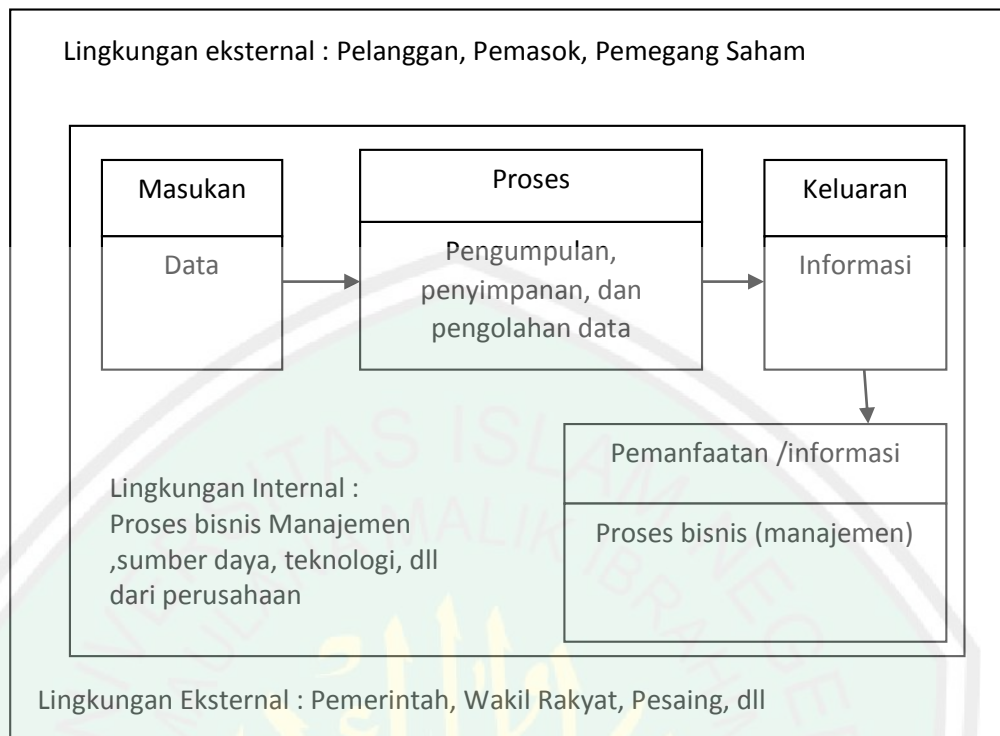 Lingkungan eksternal : Pelanggan, Pemasok, Pemegang Saham
Masukan
Data
Proses
Pengumpulan,
penyimpanan, dan
pengolahan data
Keluaran
Informasi
Pemanfaatan /informasi
Proses bisnis (manajemen)
Lingkungan Internal :
Proses bisnis Manajemen
,sumber daya, teknologi, dll
dari perusahaan
Lingkungan Eksternal : Pemerintah, Wakil Rakyat, Pesaing, dll